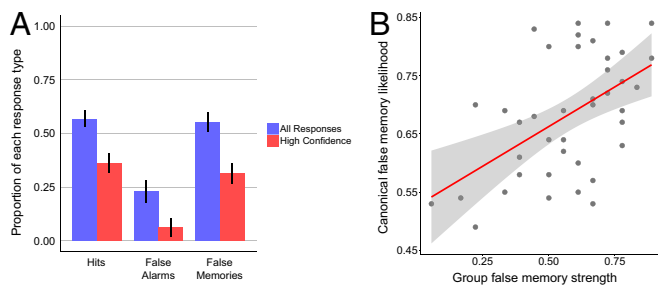 A
Proportion of each response type
1.00
0.75
0.50
0.25
0.00
Hits
False
Alarms
False
Memories
All Responses
High Confidence
B
Canonical false memory likelihood
0.85
0.75
0.65
0.55
0.45
0.25
0.50
0.75
Group false memory strength